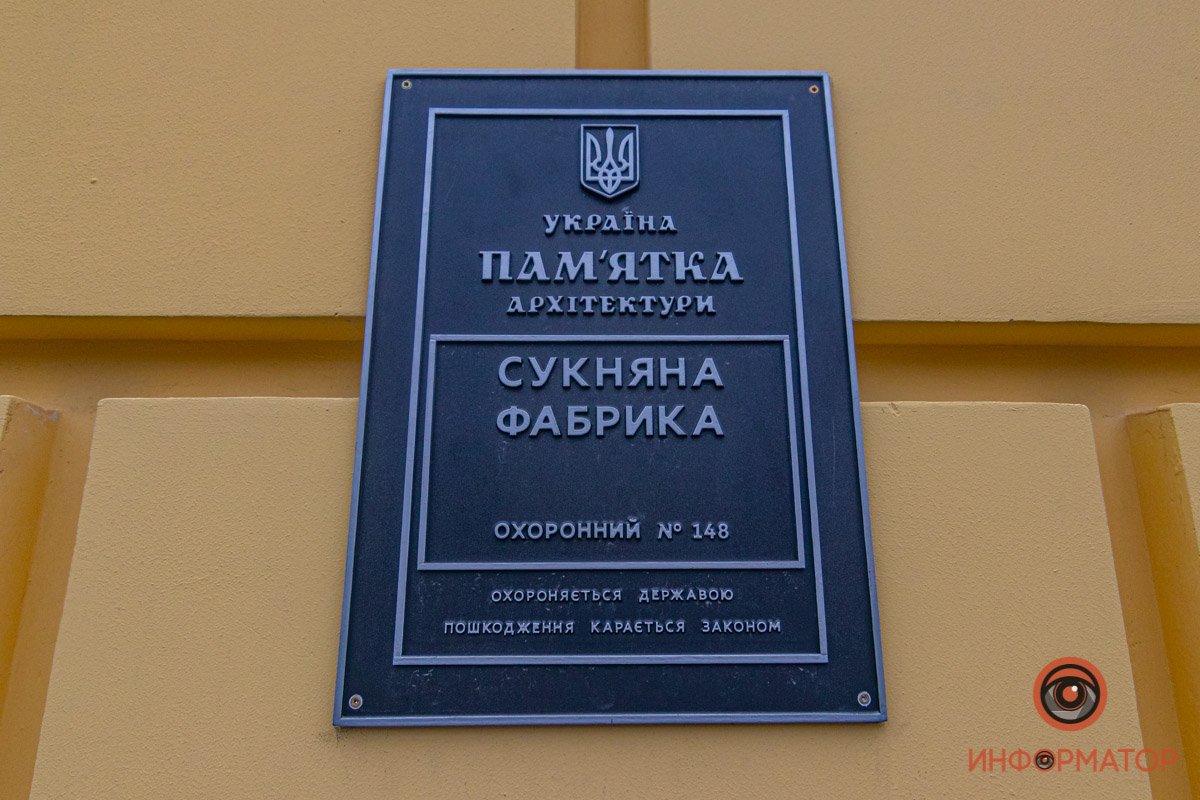 УКРАЇНА
ПАМ'ЯТКА
АРХІТЕКТУРИ
СУКНЯНА
ФАБРИКА
ОХОРОННИЙ № 148
ОХОРОНЯЄТЬСЯ ДЕРЖАВОЮ
ПОШКОДЖЕННЯ КАРАЄТЬСЯ ЗАКОНОМ
ИНФОРМАТОР